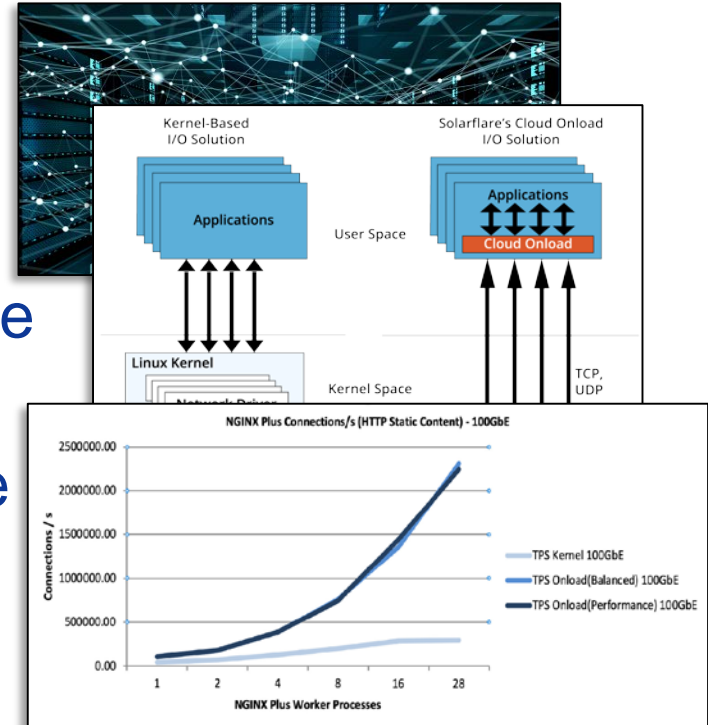 Kernel-Based
I/O Solution
Solarflare's Cloud Onload
I/O Solution
Applications
User Space
Applications
Cloud Onload
e
Linux Kernel
Kernel Space
TCP,
UDP
Network Driver
e
NGINX Plus Connections/s (HTTP Static Content) - 100GbE
Connections / s
2500000.00
2000000.00
1500000.00
1000000.00
500000.00
0.00
1 2 4 8 16 28
NGINX Plus Worker Processes
TPS Kernel 100GbE
TPS Onload(Balanced) 100GbE
TPS Onload(Performance) 100GbE